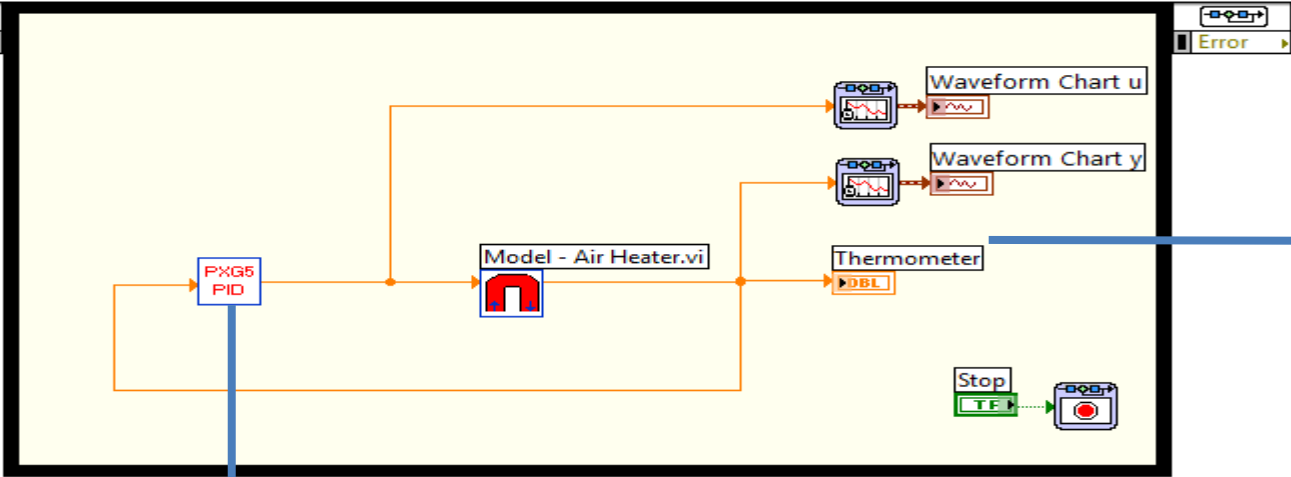 Error
Waveform Chart u
Waveform Chart y
Model - Air Heater.vi
Thermometer
PXG5
PID
DBL
Stop
TF